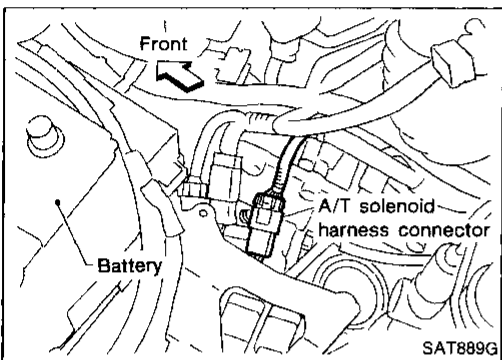 Front
A/T solenoid
harness connector
Battery
SAT889G